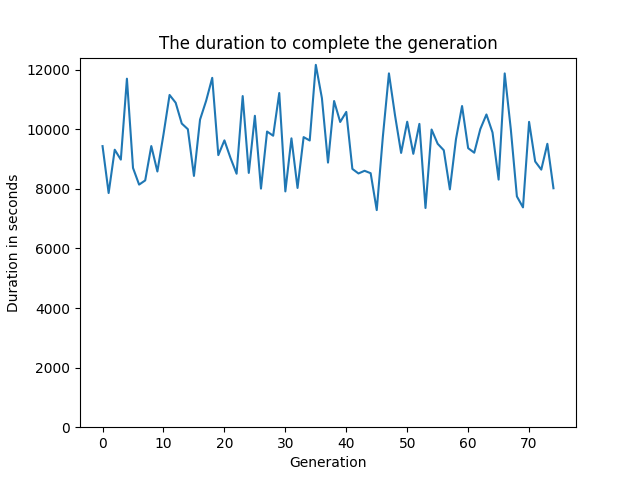 The duration to complete the generation
Duration in seconds
12000
10000
8000
6000
4000
2000
0
0 10 20 30 40 50 60 70
Generation